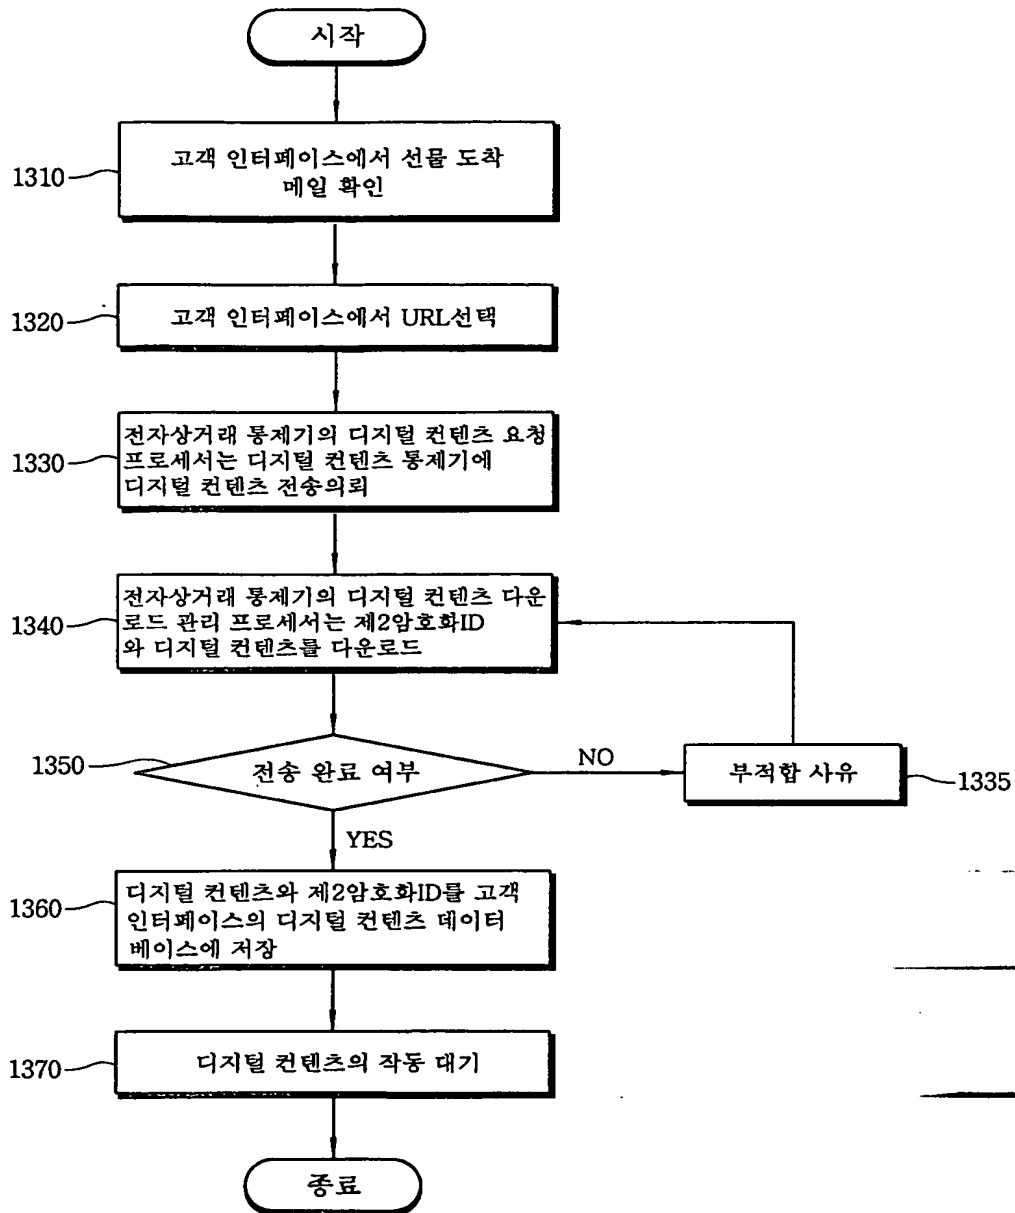 시작
1310
고객 인터페이스에서 선물 도착
메일 확인
1320
고객 인터페이스에서 URL선택
1330
전자상거래 통제기의 디지털 컨텐츠 요청
프로세서는 디지털 컨텐츠 통제기에
디지털 컨텐츠 전송의뢰
1340
전자상거래 통제기의 디지털 컨텐츠 다운
로드 관리 프로세서는 제2암호화ID
와 디지털 컨텐츠를 다운로드
1350
전송 완료 여부
NO
부적합 사유
1335
YES
1360
디지털 컨텐츠와 제2암호화ID를 고객
인터페이스의 디지털 컨텐츠 데이터
베이스에 저장
1370
디지털 컨텐츠의 작동 대기
종료